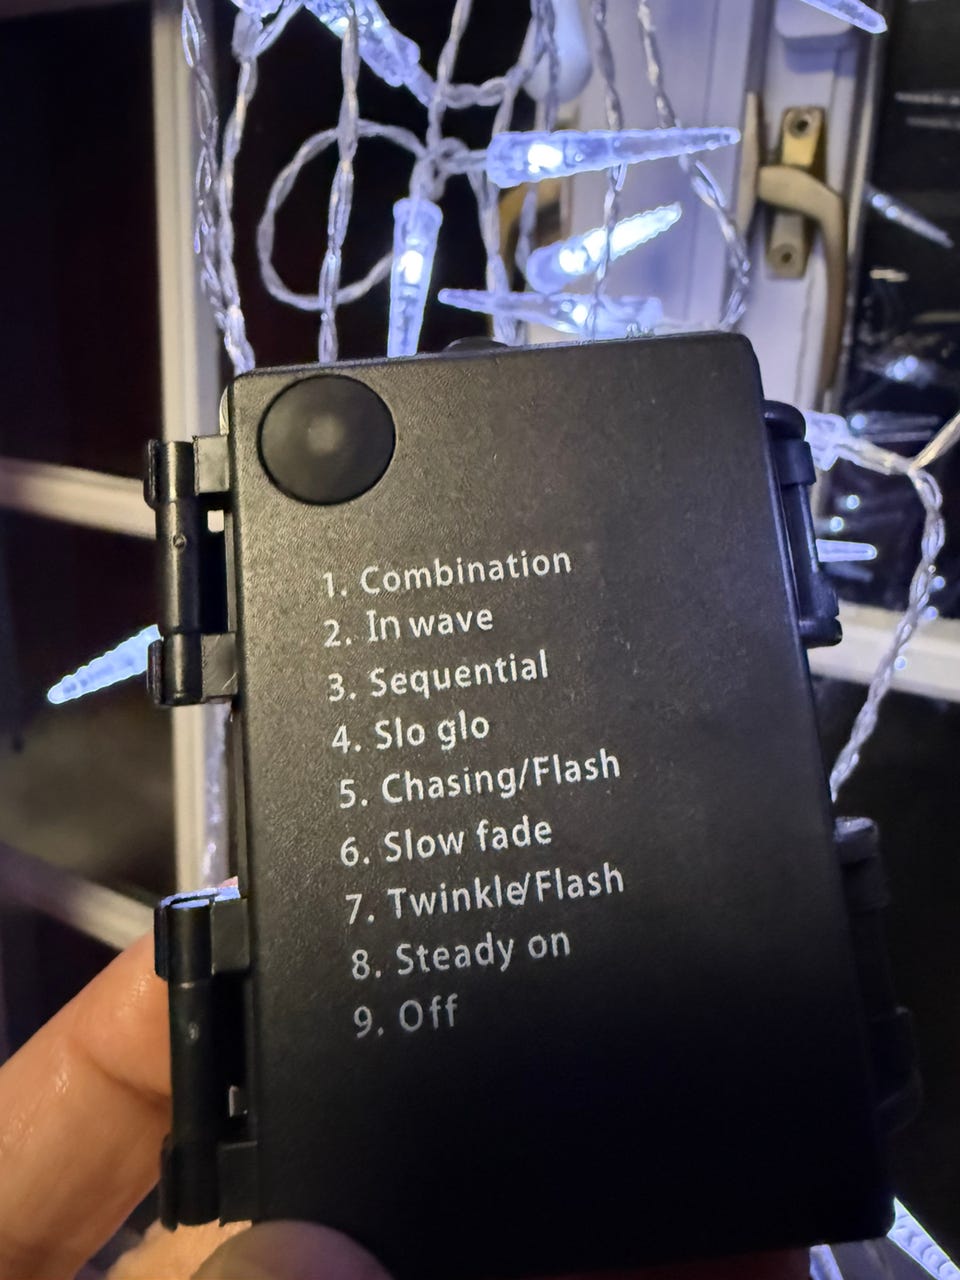 1. Combination
2. In wave
3. Sequential
4. Slo glo
5. Chasing/Flash
6. Slow fade
7. Twinkle/Flash
8. Steady on
9. Off